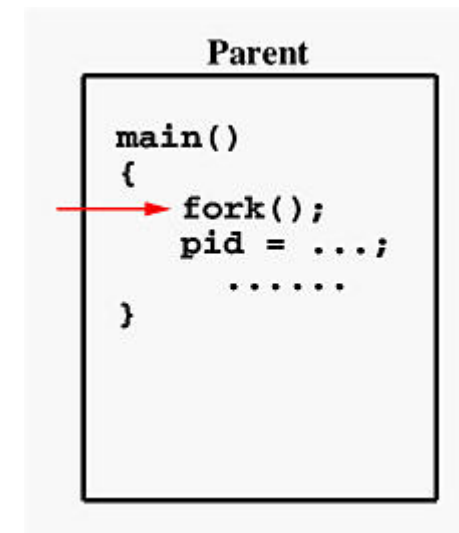 Parent
main()
{
fork();
pid = ...;
......
}